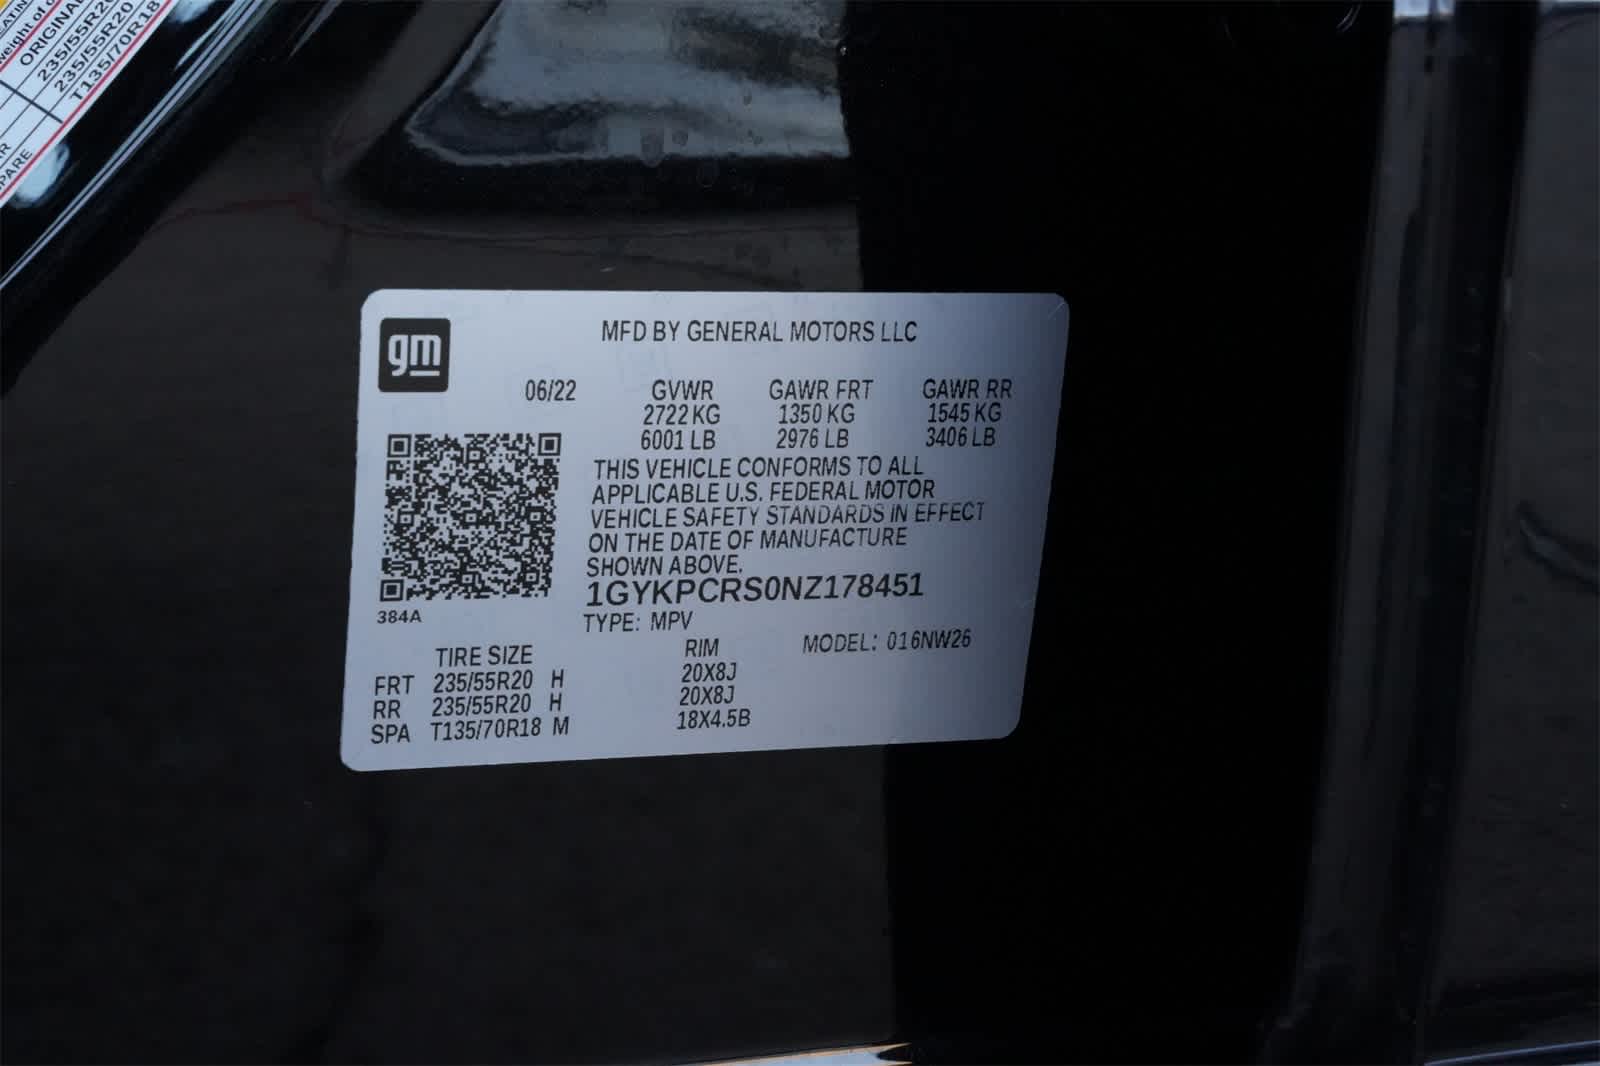 ORIGINAL
235/55R20
235/55R20
T135/70R18
gm
MFD BY GENERAL MOTORS LLC
06/22 GVWR GAWR FRT GAWR RR
2722 KG 1350 KG 1545 KG
6001 LB 2976 LB 3406 LB
THIS VEHICLE CONFORMS TO ALL
APPLICABLE U.S. FEDERAL MOTOR
VEHICLE SAFETY STANDARDS IN EFFECT
ON THE DATE OF MANUFACTURE
SHOWN ABOVE.
1GYKPCRS0NZ178451
384A
TYPE: MPV
MODEL: 016NW26
TIRE SIZE RIM
FRT 235/55R20 H 20X8J
RR 235/55R20 H 20X8J
SPA T135/70R18 M 18X4.5B